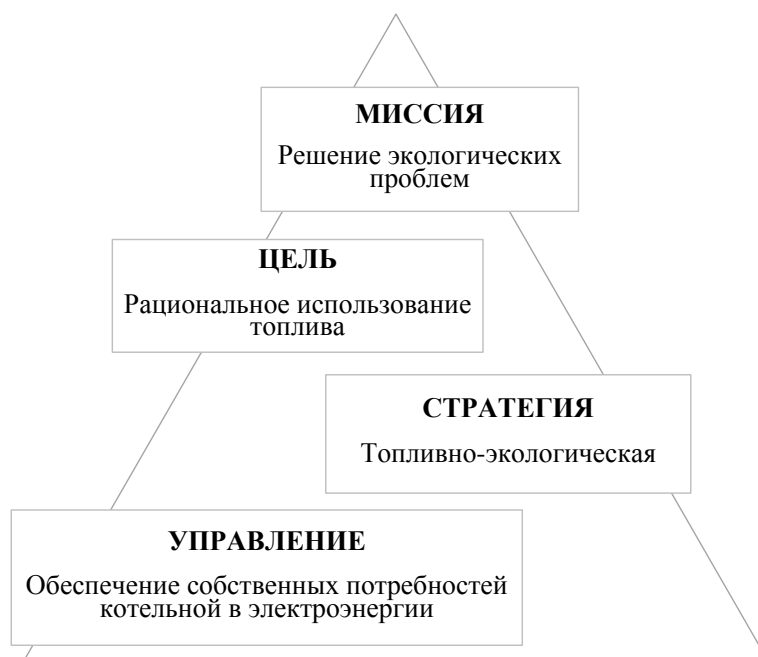 МИССИЯ
Решение экологических
проблем
ЦЕЛЬ
Рациональное использование
топлива
СТРАТЕГИЯ
Топливно-экологическая
УПРАВЛЕНИЕ
Обеспечение собственных потребностей
котельной в электроэнергии